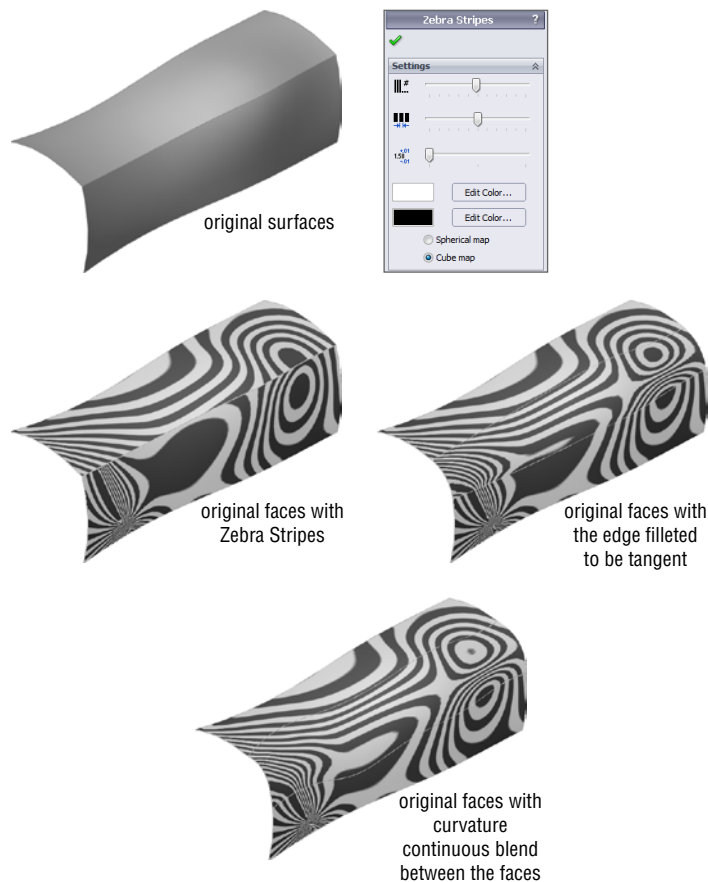 Zebra Stripes ?
Settings
original surfaces
Edit Color...
Edit Color...
Spherical map
Cube map
original faces with
Zebra Stripes
original faces with
the edge filleted
to be tangent
original faces with
curvature
continuous blend
between the faces